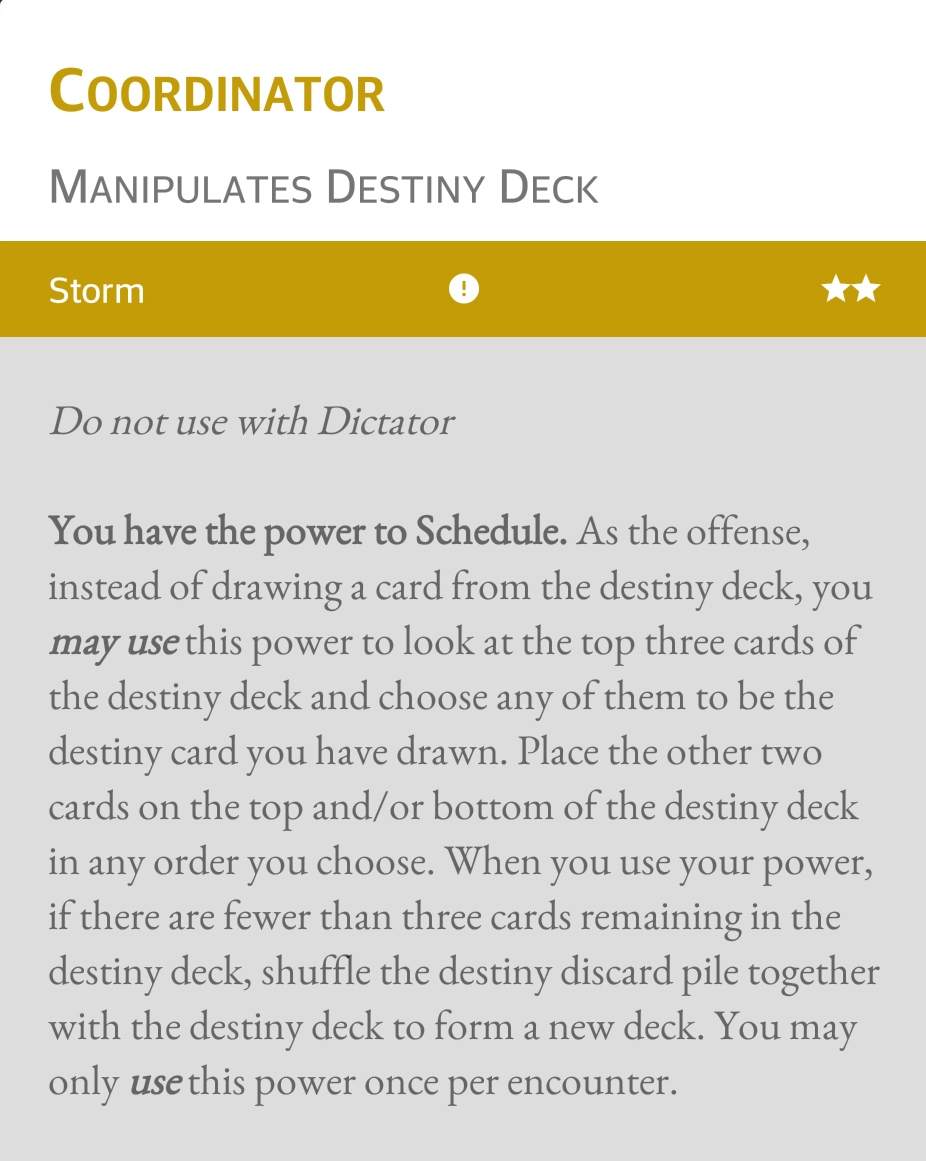 COORDINATOR
MANIPULATES DESTINY DECK
Storm
!
Do not use with Dictator
You have the power to Schedule. As the offense,
instead of drawing a card from the destiny deck, you
may use this power to look at the top three cards of
the destiny deck and choose any of them to be the
destiny card you have drawn. Place the other two
cards on the top and/or bottom of the destiny deck
in any order you choose. When you use your power,
if there are fewer than three cards remaining in the
destiny deck, shuffle the destiny discard pile together
with the destiny deck to form a new deck. You may
only use this power once per encounter.